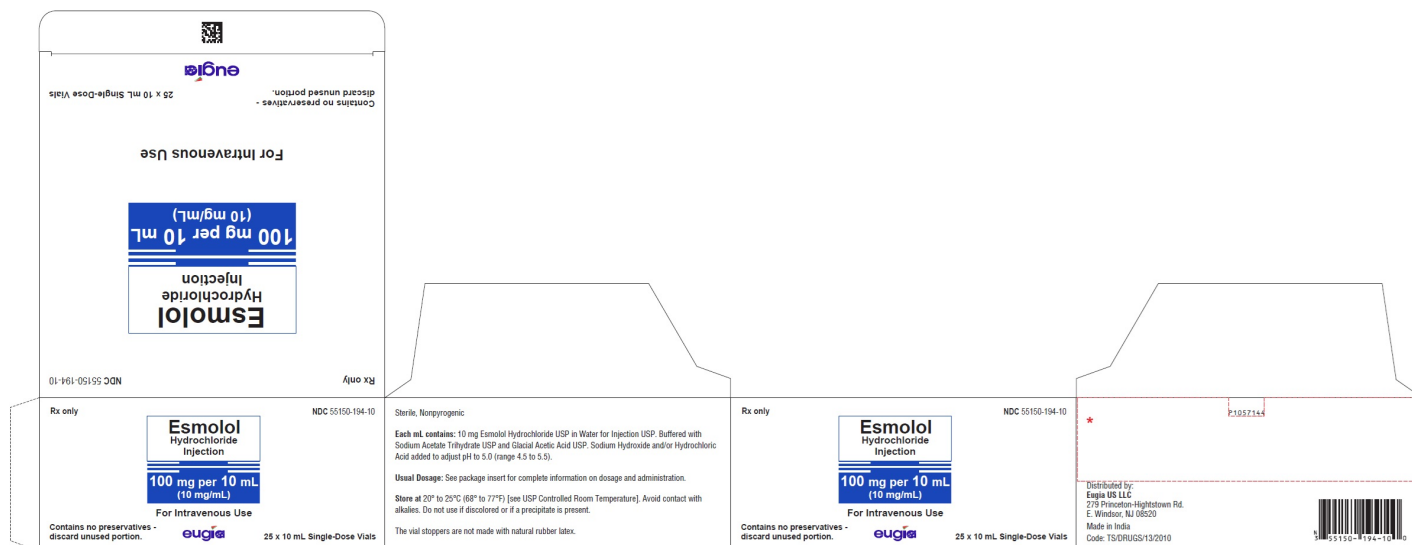 eugia
25 x 10 mL Single-Dose Vials
Contains no preservatives -
discard unused portion.
For Intravenous Use
100 mg per 10 mL
(10 mg/mL)
Esmolol
Hydrochloride
Injection
NDC 55150-194-10
Rx only
Rx only
NDC 55150-194-10
Esmolol
Hydrochloride
Injection
100 mg per 10 mL
(10 mg/mL)
For Intravenous Use
Contains no preservatives -
discard unused portion.
eugia
25 x 10 mL Single-Dose Vials
Sterile, Nonpyrogenic
Each mL contains: 10 mg Esmolol Hydrochloride USP in Water for Injection USP. Buffered with
Sodium Acetate Trihydrate USP and Glacial Acetic Acid USP. Sodium Hydroxide and/or Hydrochloric
Acid added to adjust pH to 5.0 (range 4.5 to 5.5).
Usual Dosage: See package insert for complete information on dosage and administration.
Store at 20° to 25°C (68° to 77°F) [see USP Controlled Room Temperature]. Avoid contact with
alkalies. Do not use if discolored or if a precipitate is present.
The vial stoppers are not made with natural rubber latex.
Rx only
NDC 55150-194-10
Esmolol
Hydrochloride
Injection
100 mg per 10 mL
(10 mg/mL)
For Intravenous Use
Contains no preservatives -
discard unused portion.
eugia
25 x 10 mL Single-Dose Vials
P1057144
*
Distributed by:
Eugia US LLC
279 Princeton-Hightstown Rd.
E. Windsor, NJ 08520
Made in India
Code: TS/DRUGS/13/2010
N
3 55150-194-10 0